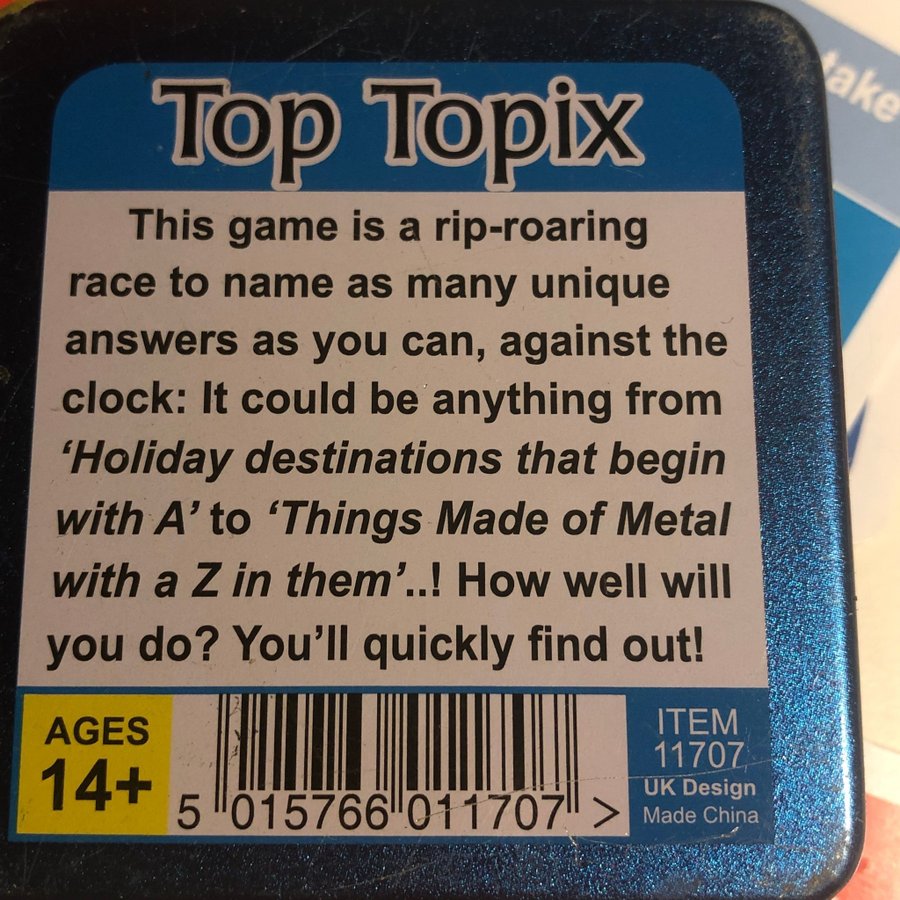 take
Top Topix
This game is a rip-roaring
race to name as many unique
answers as you can, against the
clock: It could be anything from
‘Holiday destinations that begin
with A’ to ‘Things Made of Metal
with a Z in them’..! How well will
you do? You’ll quickly find out!
AGES
14+
5 015766 011707 >
ITEM
11707
UK Design
Made China